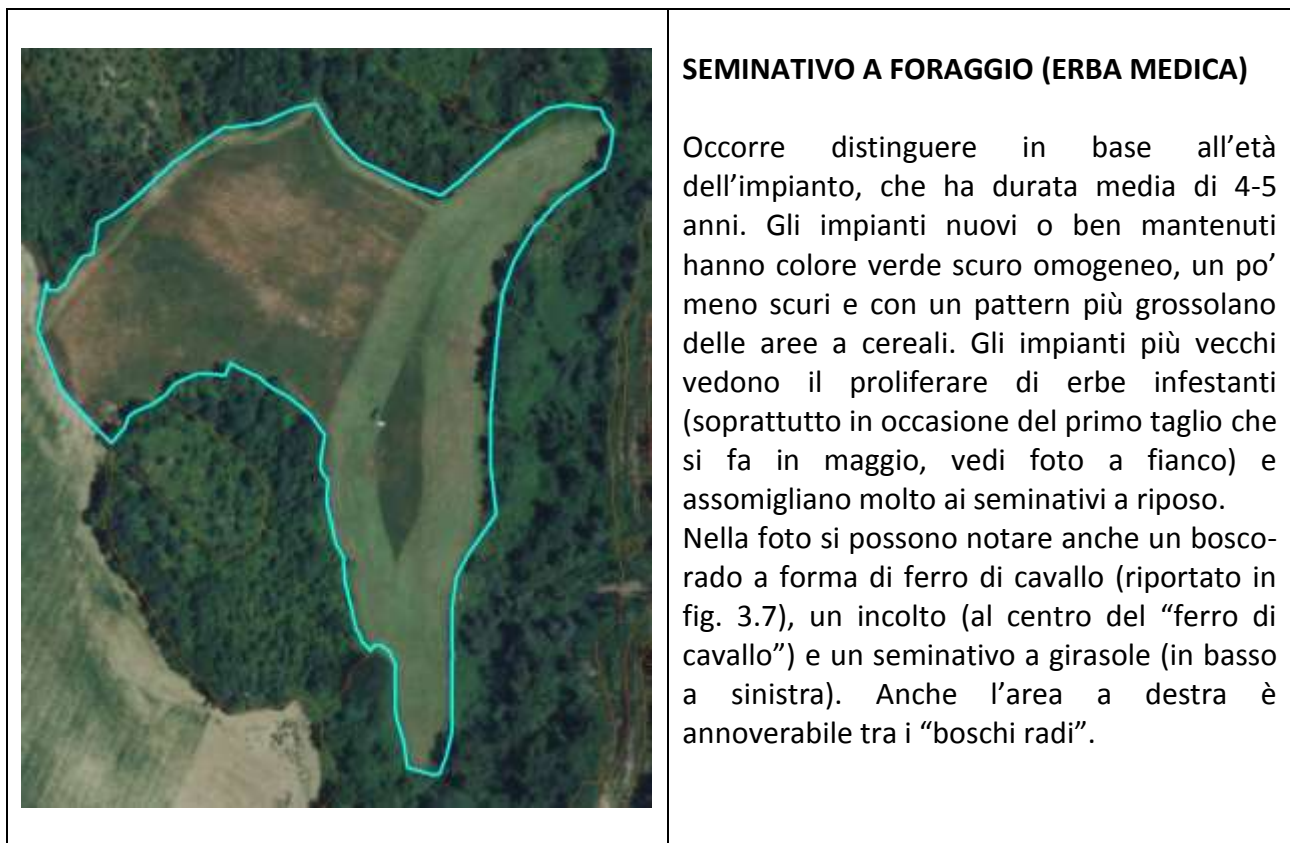 SEMINATIVO A FORAGGIO (ERBA MEDICA)
Occorre distinguere in base all’età
dell’impianto, che ha durata media di 4-5
anni. Gli impianti nuovi o ben mantenuti
hanno colore verde scuro omogeneo, un po’
meno scuri e con un pattern più grossolano
delle aree a cereali. Gli impianti più vecchi
vedono il proliferare di erbe infestanti
(soprattutto in occasione del primo taglio che
si fa in maggio, vedi foto a fianco) e
assomigliano molto ai seminativi a riposo.
Nella foto si possono notare anche un bosco-
rado a forma di ferro di cavallo (riportato in
fig. 3.7), un incolto (al centro del “ferro di
cavallo”) e un seminativo a girasole (in basso
a sinistra). Anche l’area a destra è
annoverabile tra i “boschi radi”.